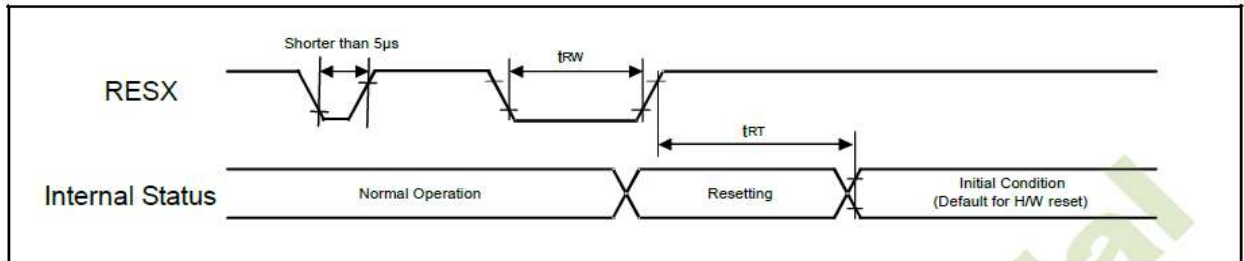 Shorter than 5μs
RESX
tRW
tRT
Internal Status
Normal Operation
Resetting
Initial Condition
(Default for H/W reset)